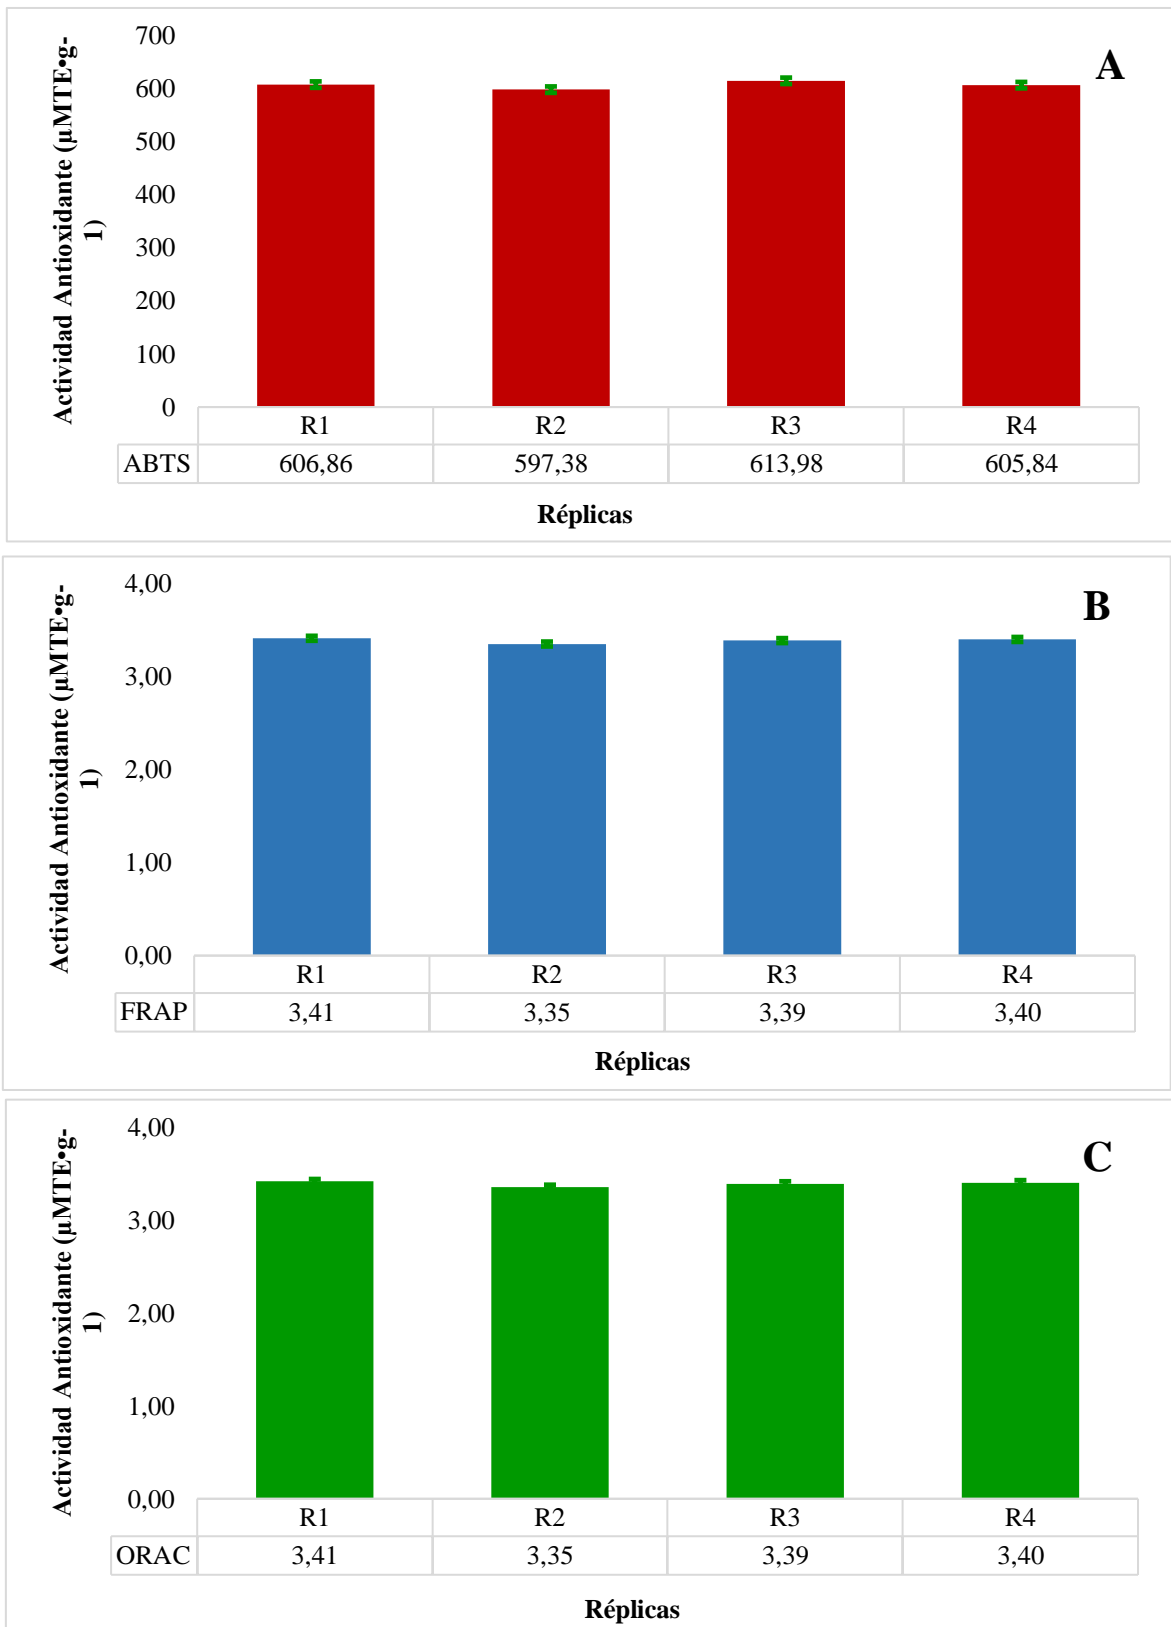 A
Actividad Antioxidante (µMTE•g-
1)
700
600
500
400
300
200
100
0
R1 R2 R3 R4
ABTS 606,86 597,38 613,98 605,84
Réplicas
B
Actividad Antioxidante (µMTE•g-
1)
4,00
3,00
2,00
1,00
0,00
R1 R2 R3 R4
FRAP 3,41 3,35 3,39 3,40
Réplicas
C
Actividad Antioxidante (µMTE•g-
1)
4,00
3,00
2,00
1,00
0,00
R1 R2 R3 R4
ORAC 3,41 3,35 3,39 3,40
Réplicas